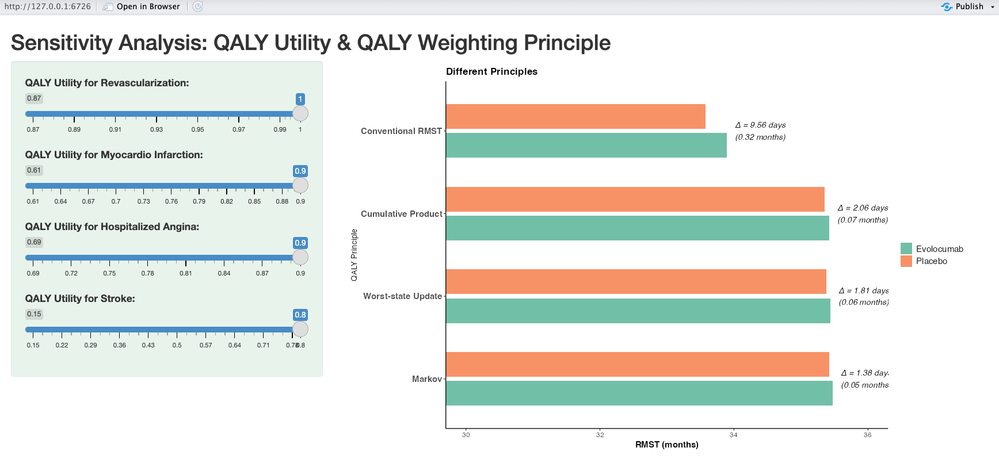 http://127.0.0.1:6726 Open in Browser Publish
Sensitivity Analysis: QALY Utility & QALY Weighting Principle
QALY Utility for Revascularization:
0.87 1
0.87 0.89 0.91 0.93 0.95 0.97 0.99 1
QALY Utility for Myocardio Infarction:
0.61 0.9
0.61 0.64 0.67 0.7 0.73 0.76 0.79 0.82 0.85 0.88 0.9
QALY Utility for Hospitalized Angina:
0.69 0.9
0.69 0.72 0.75 0.78 0.81 0.84 0.87 0.9
QALY Utility for Stroke:
0.15 0.8
0.15 0.22 0.29 0.36 0.43 0.5 0.57 0.64 0.71 0.78 0.8
Different Principles
QALY Principle
Conventional RMST
Δ = 9.56 days
(0.32 months)
Cumulative Product
Δ = 2.06 days
(0.07 months)
Worst-state Update
Δ = 1.81 days
(0.06 months)
Markov
Δ = 1.38 day
(0.05 months
30 32 34 36
RMST (months)
Evolocumab
Placebo